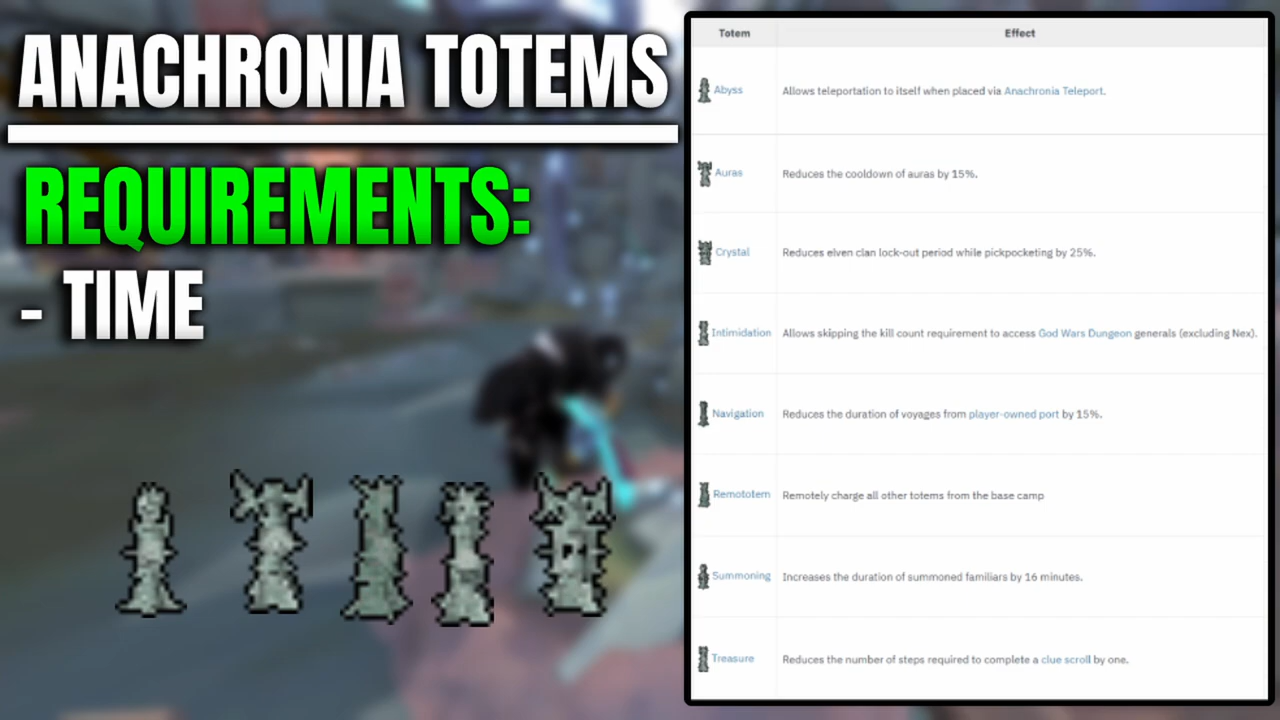 ANACHRONIA TOTEMS
REQUIREMENTS:
- TIME
Totem Effect
Abyss Allows teleportation to itself when placed via Anachronia Teleport.
Auras Reduces the cooldown of auras by 15%.
Crystal Reduces elven clan lock-out period while pickpocketing by 25%.
Intimidation Allows skipping the kill count requirement to access God Wars Dungeon generals (excluding Nex).
Navigation Reduces the duration of voyages from player-owned port by 15%.
Remototem Remotely charge all other totems from the base camp
Summoning Increases the duration of summoned familiars by 16 minutes.
Treasure Reduces the number of steps required to complete a clue scroll by one.